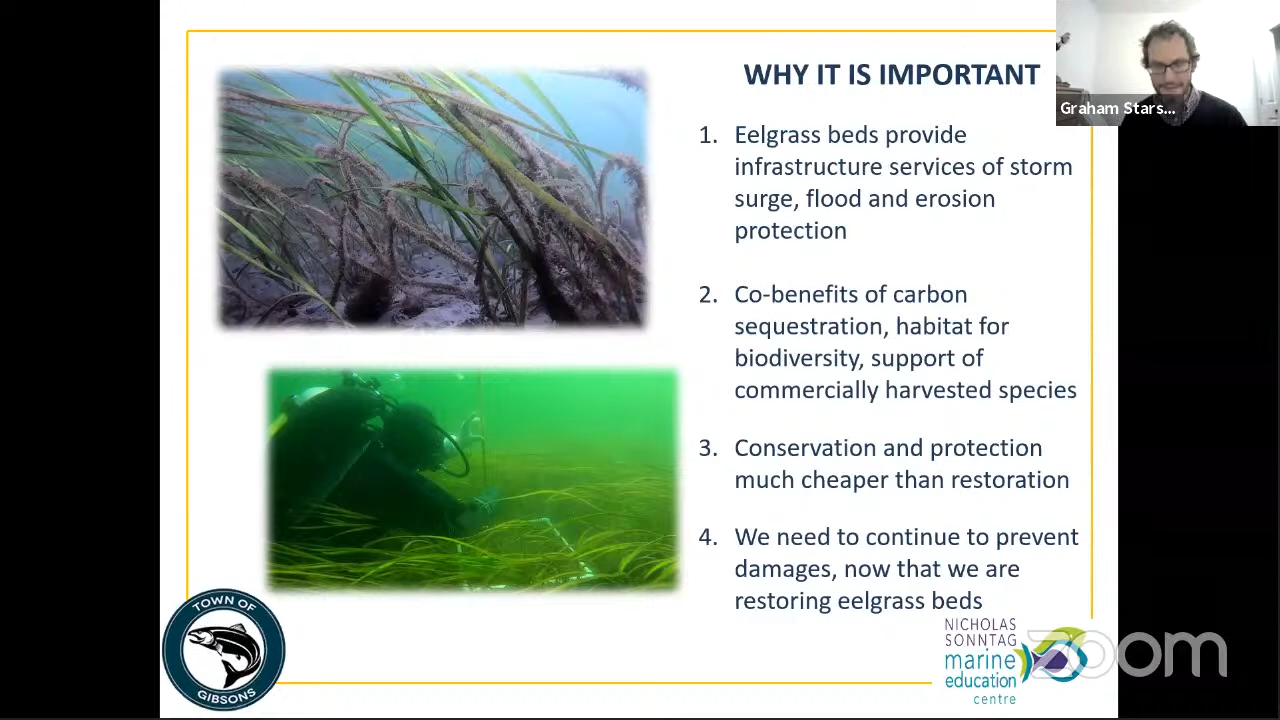 WHY IT IS IMPORTANT
Graham Stars...
1. Eelgrass beds provide
infrastructure services of storm
surge, flood and erosion
protection
2. Co-benefits of carbon
sequestration, habitat for
biodiversity, support of
commercially harvested species
3. Conservation and protection
much cheaper than restoration
4. We need to continue to prevent
damages, now that we are
restoring eelgrass beds
TOWN OF
GIBSONS
NICHOLAS
SONNTAG
marine
education
centre
zoom